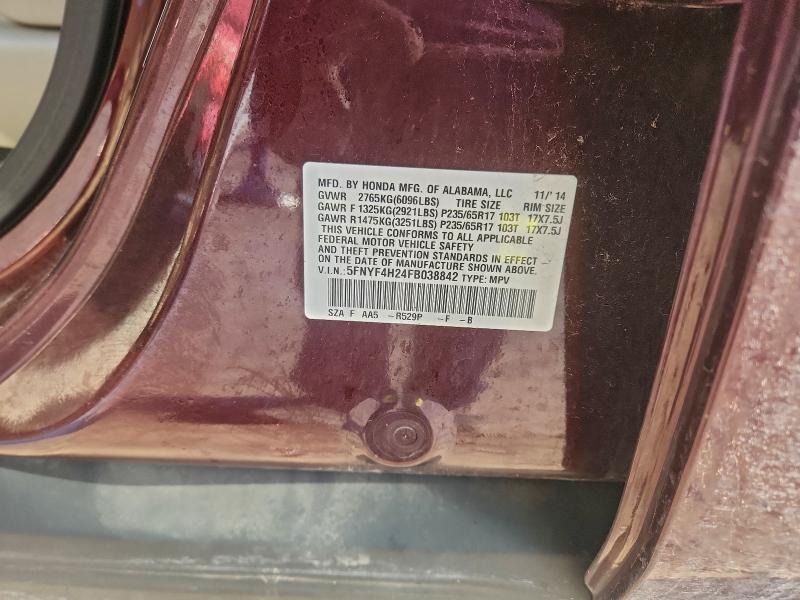 MFD. BY HONDA MFG. OF ALABAMA, LLC 11/'14
GVWR 2765KG(6096LBS) TIRE SIZE RIM SIZE
GAWR F 1325KG(2921LBS) P235/65R17 103T 17X7.5J
GAWR R1475KG(3251LBS) P235/65R17 103T 17X7.5J
THIS VEHICLE CONFORMS TO ALL APPLICABLE
FEDERAL MOTOR VEHICLE SAFETY
AND THEFT PREVENTION STANDARDS IN EFFECT
ON THE DATE OF MANUFACTURE SHOWN ABOVE.
V.I.N.: 5FNYF4H24FB038842 TYPE: MPV
SZA F AA5 -R529P -F -B